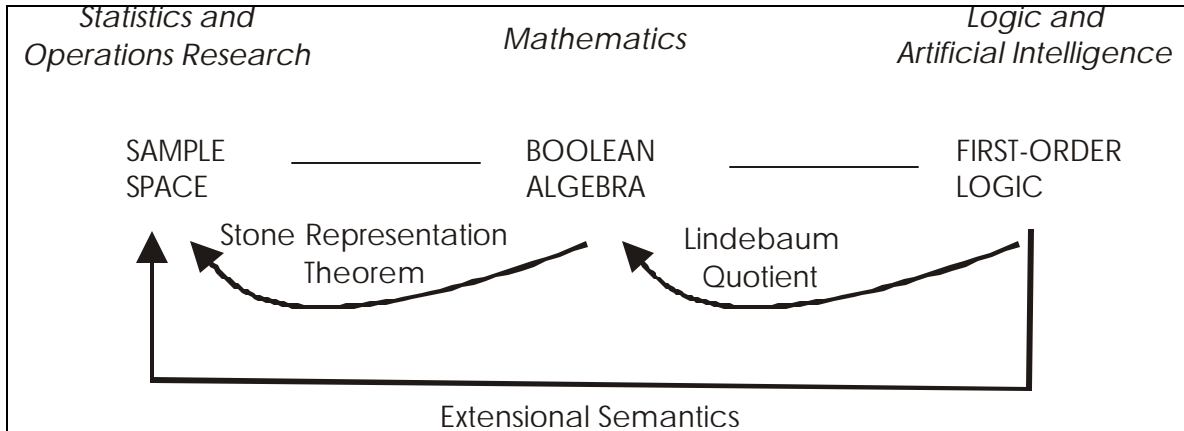 Statistics and
Operations Research
Mathematics
Logic and
Artificial Intelligence
SAMPLE
SPACE
BOOLEAN
ALGEBRA
FIRST-ORDER
LOGIC
Stone Representation
Theorem
Lindebaum
Quotient
Extensional Semantics